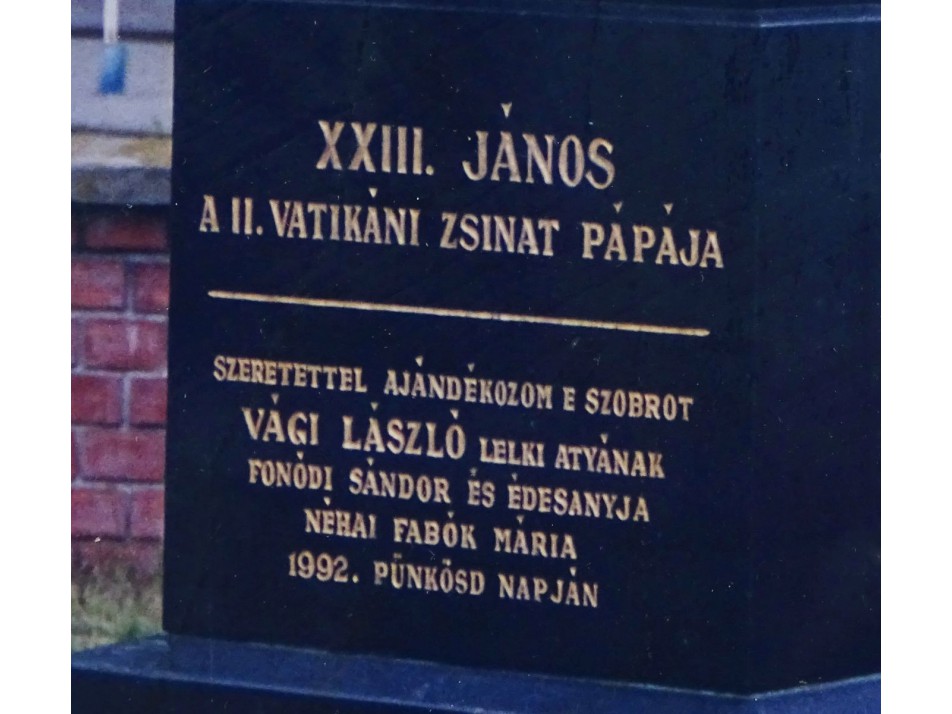 XXIII. JÁNOS
A II. VATIKÁNI ZSINAT PÁPÁJA
SZERETETTEL AJÁNDÉKOZOM E SZOBROT
VÁGI LÁSZLÓ LELKI ATYÁNAK
FONÓDI SÁNDOR ÉS ÉDESANYJA
NÉHAI FABÓK MÁRIA
1992. PÜNKÖSD NAPJÁN